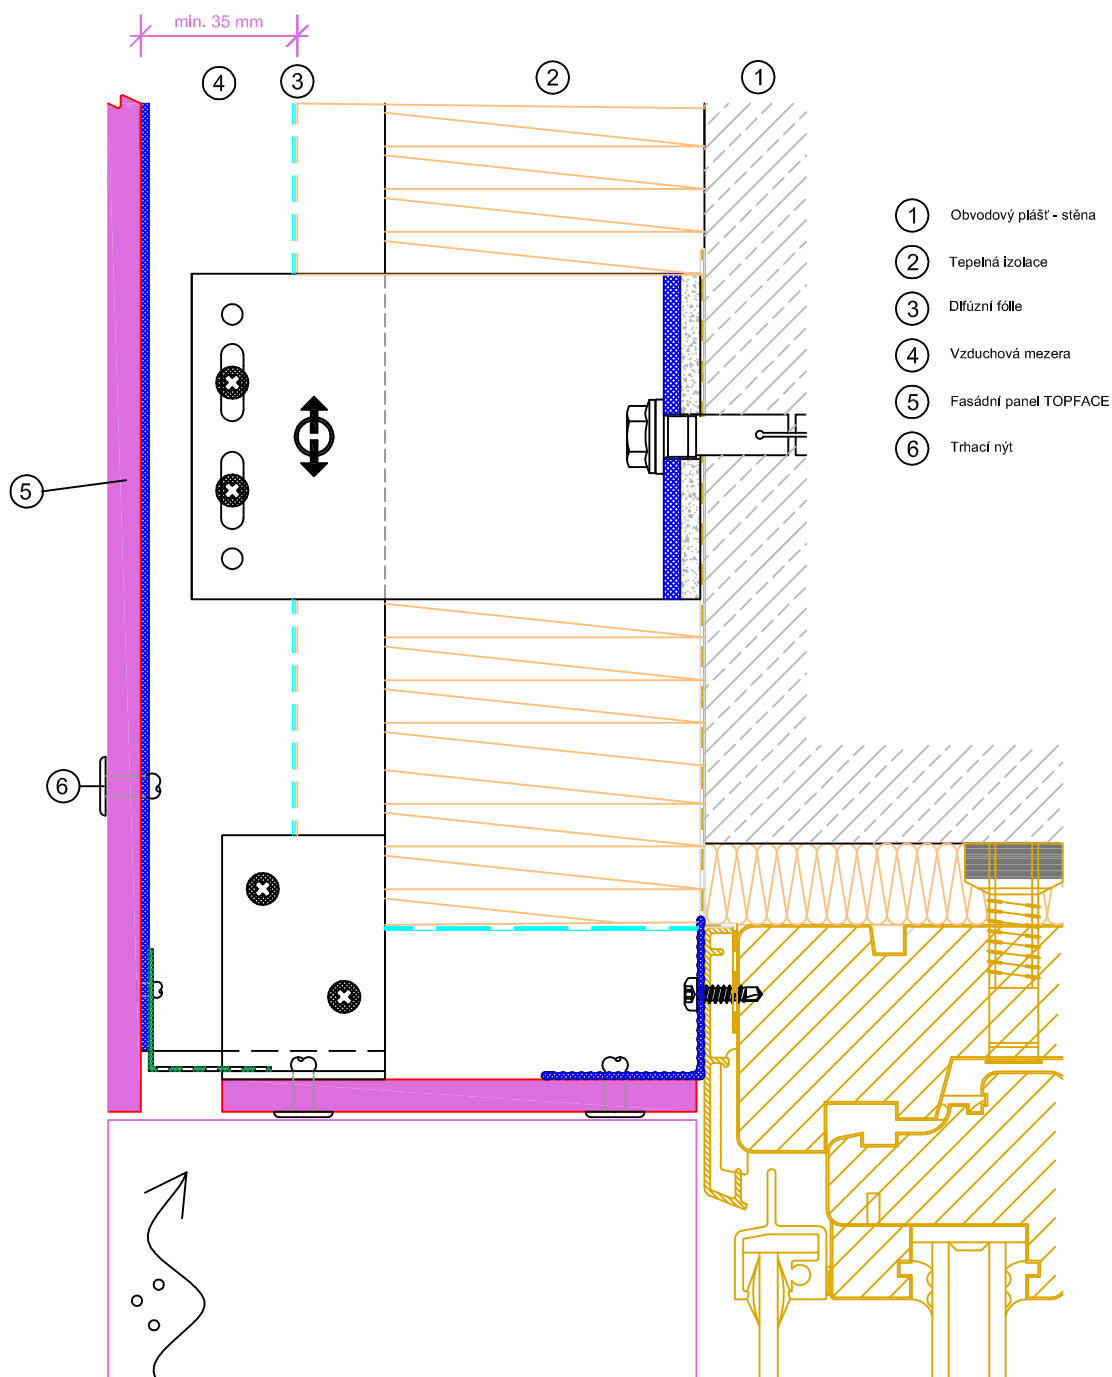 min. 35 mm
4 3 2 1
1 Obvodový plášť - stěna
2 Tepelná izolace
3 Difúzní fólie
4 Vzduchová mezera
5 Fasádní panel TOPFACE
6 Trhací nýt
5
6